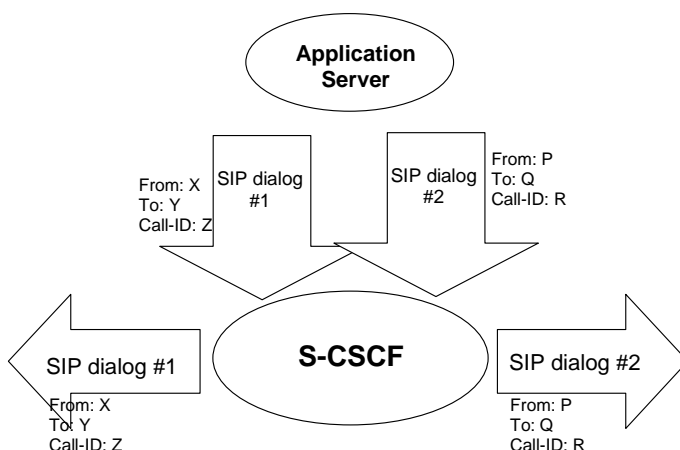 Application
Server
From: X
To: Y
Call-ID: Z
SIP dialog
#1
SIP dialog
#2
From: P
To: Q
Call-ID: R
S-CSCF
SIP dialog #1
From: X
To: Y
Call-ID: Z
SIP dialog #2
From: P
To: Q
Call-ID: R